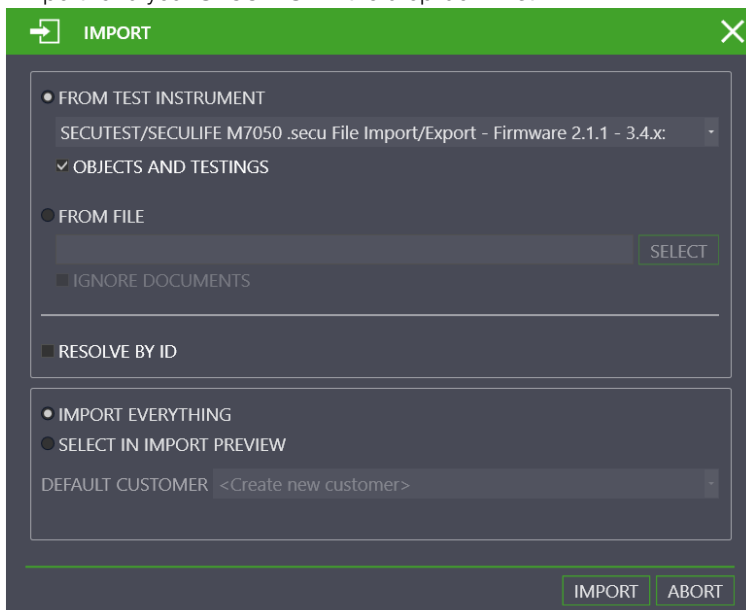 IMPORT
FROM TEST INSTRUMENT
SECUTEST/SECULIFE M7050 .secu File Import/Export - Firmware 2.1.1 - 3.4.x:
OBJECTS AND TESTINGS
FROM FILE
SELECT
IGNORE DOCUMENTS
RESOLVE BY ID
IMPORT EVERYTHING
SELECT IN IMPORT PREVIEW
DEFAULT CUSTOMER <Create new customer>
IMPORT ABORT